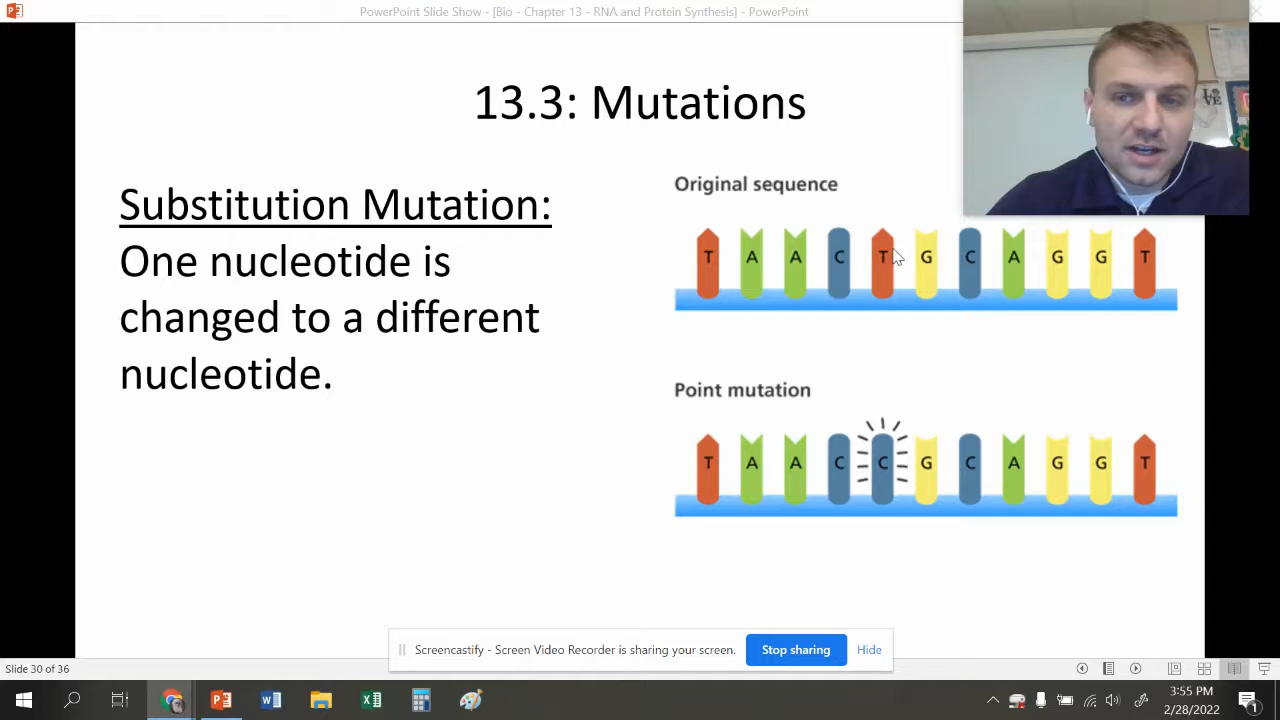 PowerPoint Slide Show - [Bio - Chapter 13 - RNA and Protein Synthesis] - PowerPoint
13.3: Mutations
Substitution Mutation:
One nucleotide is
changed to a different
nucleotide.
Original sequence
T A A C T G C A G G T
Point mutation
T A A C C G C A G G T
Screencastify - Screen Video Recorder is sharing your screen.
Stop sharing
Hide
Slide 30 of 36
3:55 PM
2/28/2022
1